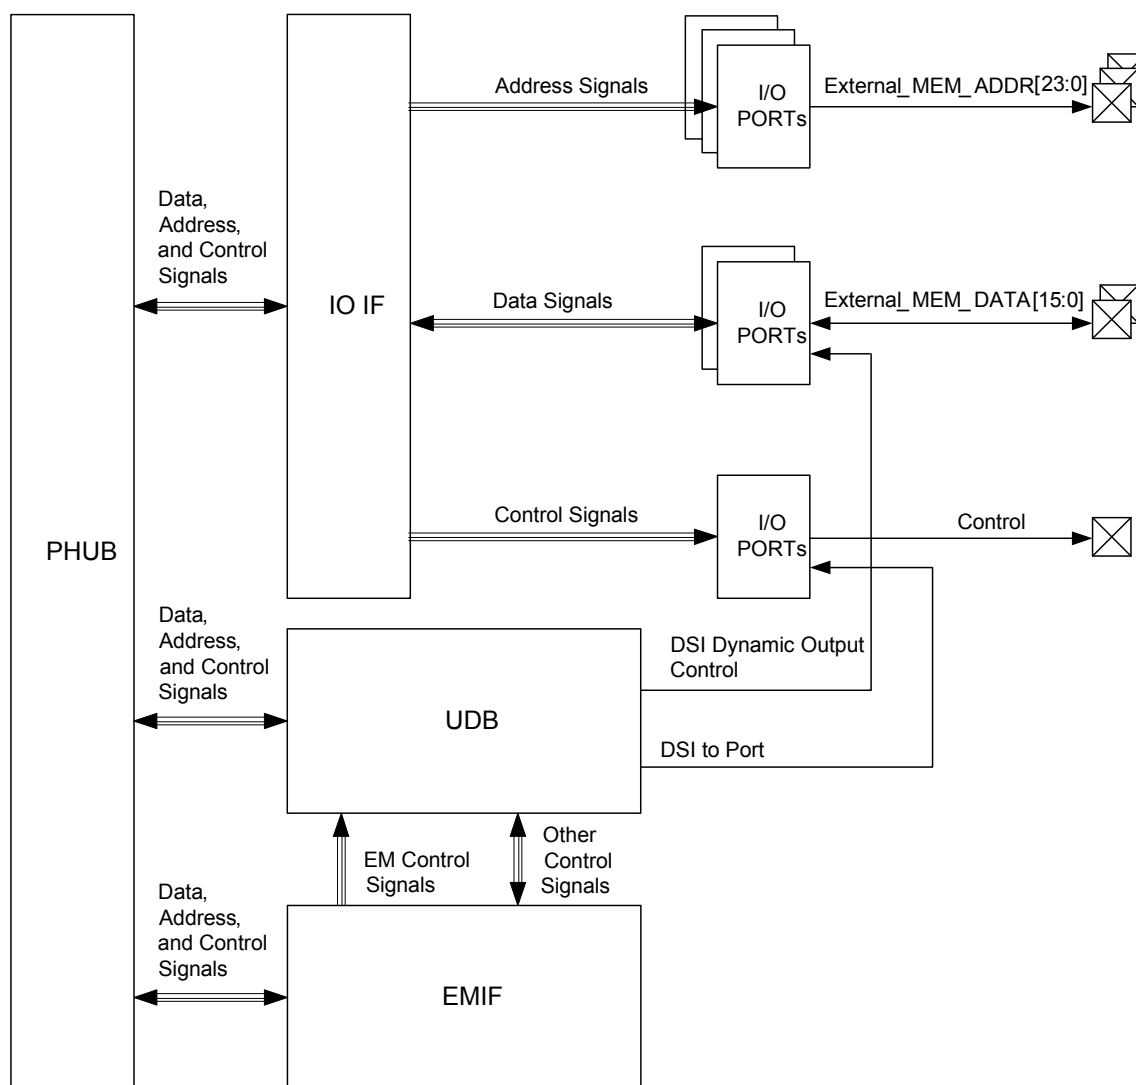 Address Signals
I/O
PORTs
External_MEM_ADDR[23:0]
Data,
Address,
and Control
Signals
IO IF
Data Signals
I/O
PORTs
External_MEM_DATA[15:0]
Control Signals
I/O
PORTs
Control
PHUB
Data,
Address,
and Control
Signals
DSI Dynamic Output
Control
UDB
DSI to Port
EM Control
Signals
Other
Control
Signals
Data,
Address,
and Control
Signals
EMIF